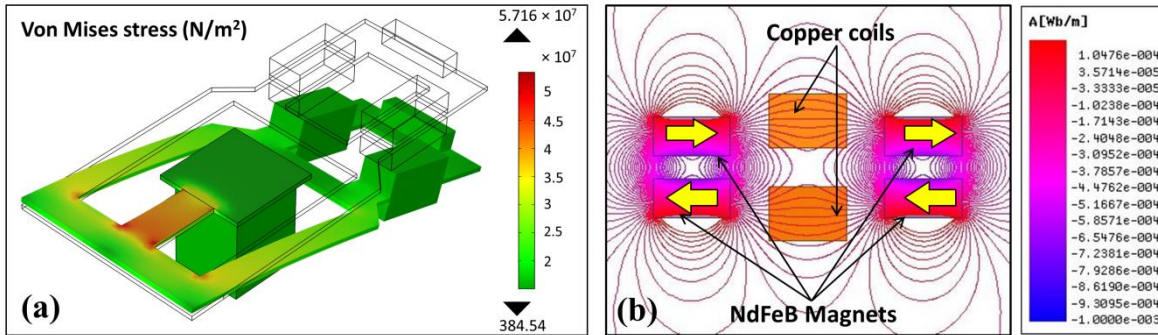 Von Mises stress (N/m²)
5.716 × 10⁷
× 10⁷
5
4.5
4
3.5
3
2.5
2
384.54
(a)
Copper coils
NdFeB Magnets
(b)
A[Wb/m]
1.0476e-004
3.5714e-005
-3.3333e-005
-1.0238e-004
-1.7143e-004
-2.4048e-004
-3.0952e-004
-3.7857e-004
-4.4762e-004
-5.1667e-004
-5.8571e-004
-6.5476e-004
-7.2381e-004
-7.9286e-004
-8.6190e-004
-9.3095e-004
-1.0000e-003